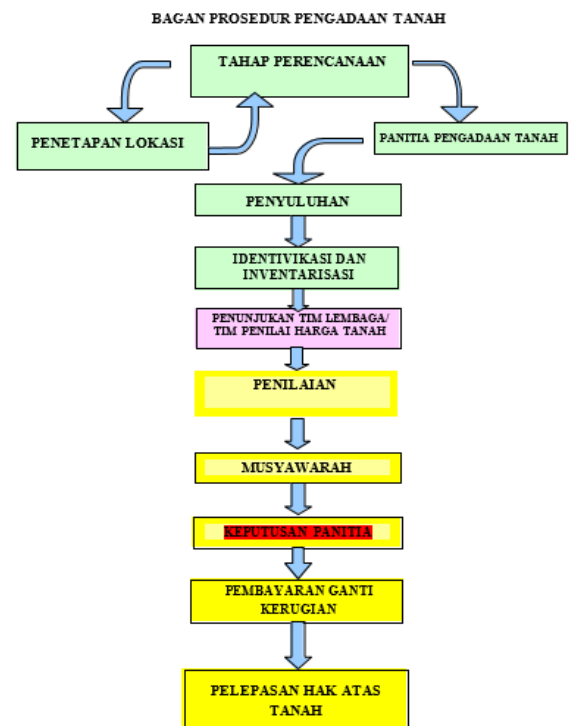 BAGAN PROSEDUR PENGADAAN TANAH
TAHAP PERENCANAAN
PENETAPAN LOKASI
PANITIA PENGADAAN TANAH
PENYULUHAN
IDENTIVIKASI DAN
INVENTARISASI
PENUNJUKAN TIM LEMBAGA/
TIM PENILAI HARGA TANAH
PENILAIAN
MUSYAWARAH
KEPUTUSAN PANITIA
PEMBAYARAN GANTI
KERUGIAN
PELEPASAN HAK ATAS
TANAH